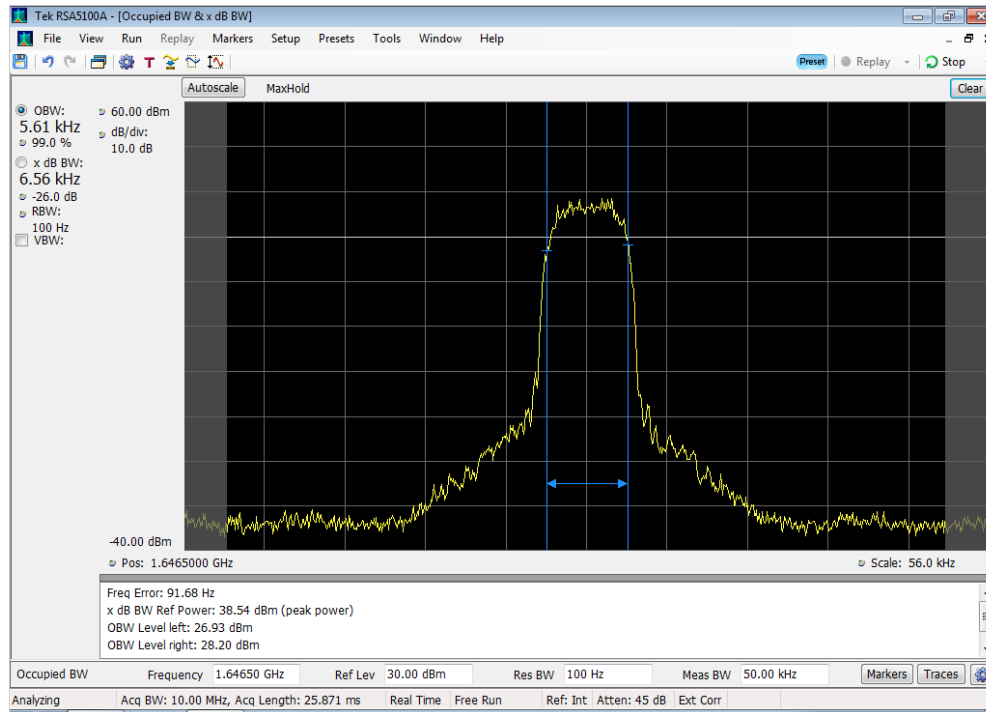 Tek RSA5100A - [Occupied BW & x dB BW]
File View Run Replay Markers Setup Presets Tools Window Help
T Preset Replay Stop
Autoscale MaxHold Clear
OBW:
5.61 kHz
99.0 %
x dB BW:
6.56 kHz
-26.0 dB
RBW:
100 Hz
VBW:
60.00 dBm
dB/div:
10.0 dB
-40.00 dBm
Pos: 1.6465000 GHz Scale: 56.0 kHz
Freq Error: 91.68 Hz
x dB BW Ref Power: 38.54 dBm (peak power)
OBW Level left: 26.93 dBm
OBW Level right: 28.20 dBm
Occupied BW Frequency 1.64650 GHz Ref Lev 30.00 dBm Res BW 100 Hz Meas BW 50.00 kHz Markers Traces
Analyzing Acq BW: 10.00 MHz, Acq Length: 25.871 ms Real Time Free Run Ref: Int Atten: 45 dB Ext Corr